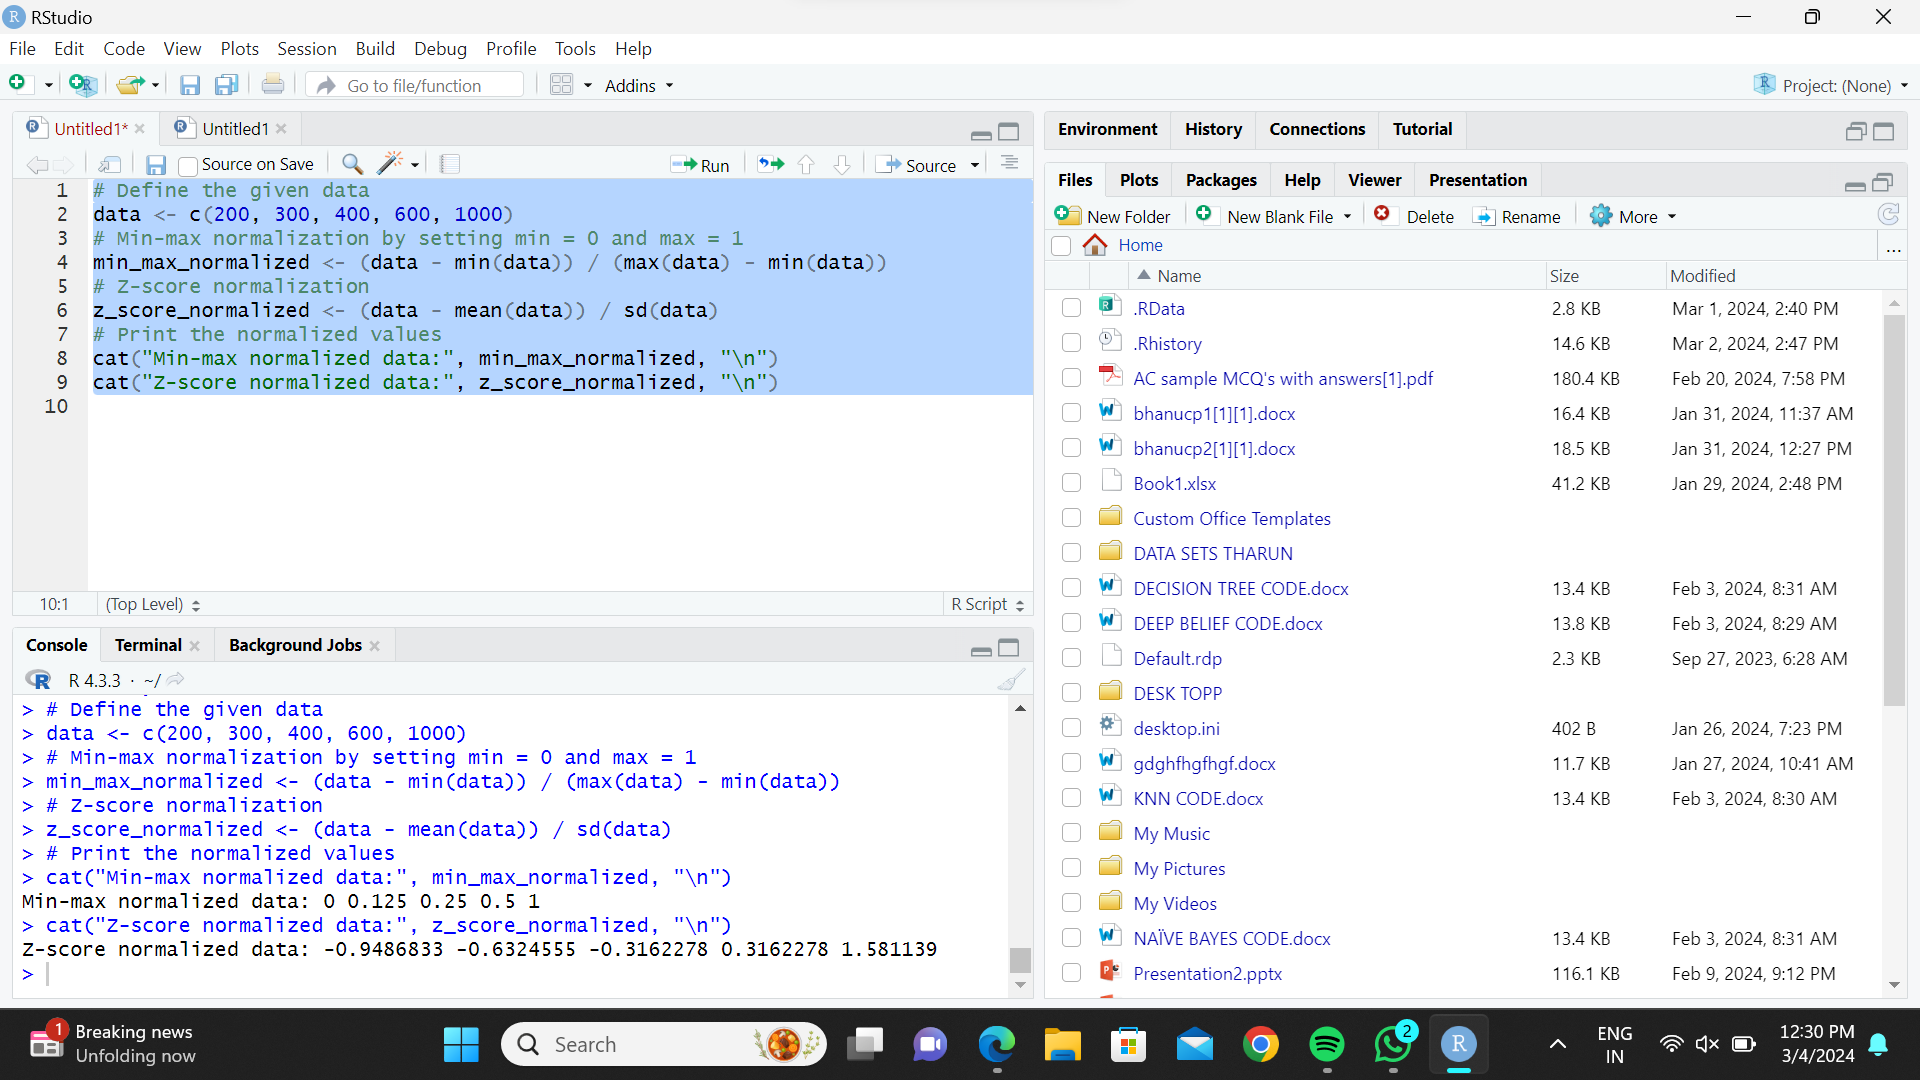 RStudio
File Edit Code View Plots Session Build Debug Profile Tools Help
Go to file/function Addins Project: (None)
Untitled1* Untitled1
Source on Save Run Source
1 # Define the given data
2 data <- c(200, 300, 400, 600, 1000)
3 # Min-max normalization by setting min = 0 and max = 1
4 min_max_normalized <- (data - min(data)) / (max(data) - min(data))
5 # Z-score normalization
6 z_score_normalized <- (data - mean(data)) / sd(data)
7 # Print the normalized values
8 cat("Min-max normalized data:", min_max_normalized, "\n")
9 cat("Z-score normalized data:", z_score_normalized, "\n")
10
10:1 (Top Level) R Script
Console Terminal Background Jobs
R 4.3.3 · ~/
> # Define the given data
> data <- c(200, 300, 400, 600, 1000)
> # Min-max normalization by setting min = 0 and max = 1
> min_max_normalized <- (data - min(data)) / (max(data) - min(data))
> # Z-score normalization
> z_score_normalized <- (data - mean(data)) / sd(data)
> # Print the normalized values
> cat("Min-max normalized data:", min_max_normalized, "\n")
Min-max normalized data: 0 0.125 0.25 0.5 1
> cat("Z-score normalized data:", z_score_normalized, "\n")
Z-score normalized data: -0.9486833 -0.6324555 -0.3162278 0.3162278 1.581139
>
Environment History Connections Tutorial
Files Plots Packages Help Viewer Presentation
New Folder New Blank File Delete Rename More
Home ...
Name Size Modified
.RData 2.8 KB Mar 1, 2024, 2:40 PM
.Rhistory 14.6 KB Mar 2, 2024, 2:47 PM
AC sample MCQ's with answers[1].pdf 180.4 KB Feb 20, 2024, 7:58 PM
bhanucp1[1][1].docx 16.4 KB Jan 31, 2024, 11:37 AM
bhanucp2[1][1].docx 18.5 KB Jan 31, 2024, 12:27 PM
Book1.xlsx 41.2 KB Jan 29, 2024, 2:48 PM
Custom Office Templates
DATA SETS THARUN
DECISION TREE CODE.docx 13.4 KB Feb 3, 2024, 8:31 AM
DEEP BELIEF CODE.docx 13.8 KB Feb 3, 2024, 8:29 AM
Default.rdp 2.3 KB Sep 27, 2023, 6:28 AM
DESK TOPP
desktop.ini 402 B Jan 26, 2024, 7:23 PM
gdghfhgfhgf.docx 11.7 KB Jan 27, 2024, 10:41 AM
KNN CODE.docx 13.4 KB Feb 3, 2024, 8:30 AM
My Music
My Pictures
My Videos
NAÏVE BAYES CODE.docx 13.4 KB Feb 3, 2024, 8:31 AM
Presentation2.pptx 116.1 KB Feb 9, 2024, 9:12 PM
1 Breaking news
Unfolding now
Search
2
R
ENG
IN
12:30 PM
3/4/2024